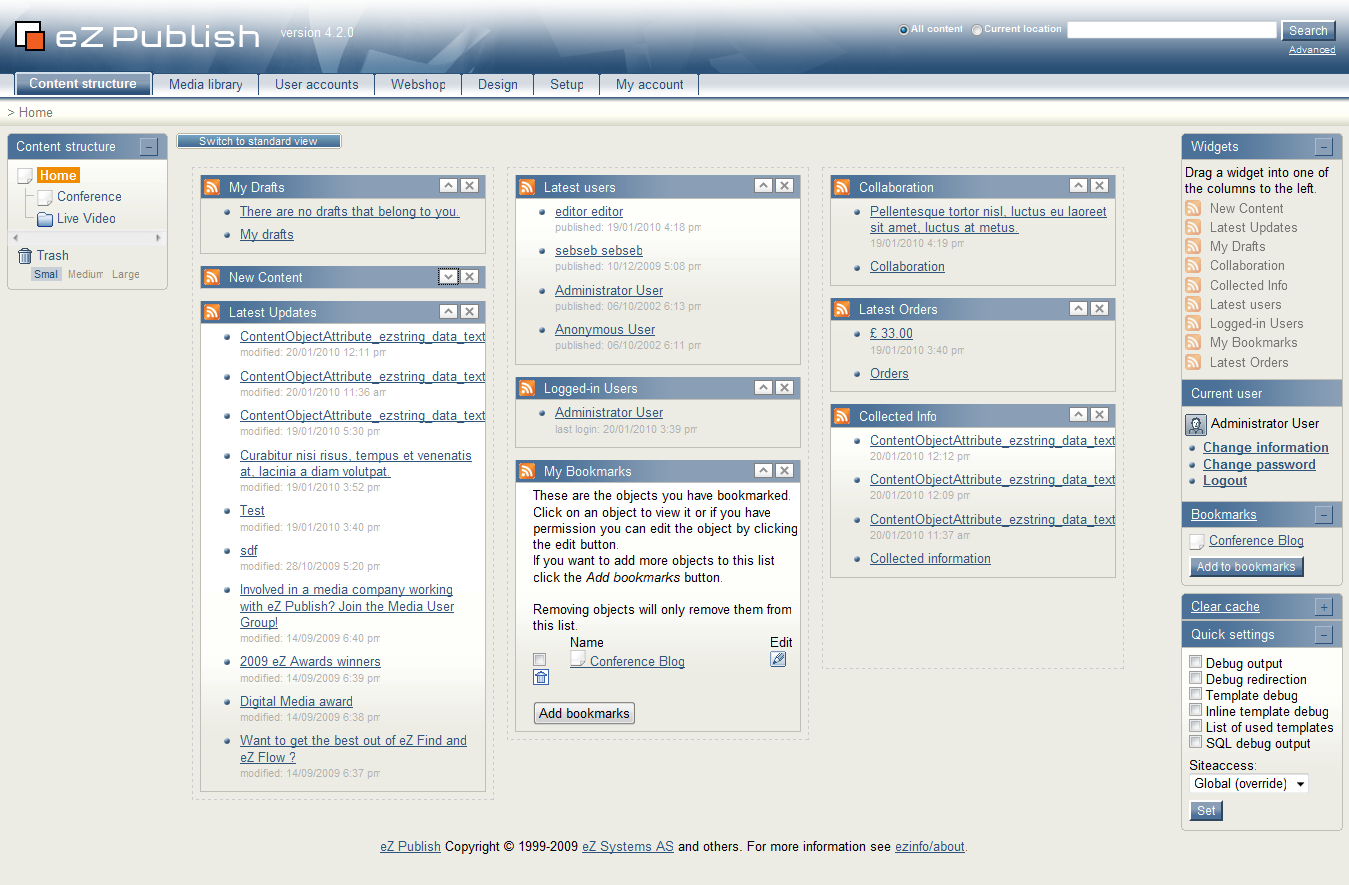 eZ Publish version 4.2.0
All content Current location Search
Advanced
Content structure Media library User accounts Webshop Design Setup My account
> Home
Content structure
Home
Conference
Live Video
Trash
Small Medium Large
Switch to standard view
My Drafts
There are no drafts that belong to you.
My drafts
New Content
Latest Updates
ContentObjectAttribute_ezstring_data_text
modified: 20/01/2010 12:11 pm
ContentObjectAttribute_ezstring_data_text
modified: 20/01/2010 11:36 am
ContentObjectAttribute_ezstring_data_text
modified: 19/01/2010 5:30 pm
Curabitur nisi risus, tempus et venenatis
at, lacinia a diam volutpat.
modified: 19/01/2010 3:52 pm
Test
modified: 19/01/2010 3:40 pm
sdf
modified: 28/10/2009 5:20 pm
Involved in a media company working
with eZ Publish? Join the Media User
Group!
modified: 14/09/2009 6:40 pm
2009 eZ Awards winners
modified: 14/09/2009 6:39 pm
Digital Media award
modified: 14/09/2009 6:38 pm
Want to get the best out of eZ Find and
eZ Flow ?
modified: 14/09/2009 6:37 pm
Latest users
editor editor
published: 19/01/2010 4:18 pm
sebseb sebseb
published: 10/12/2009 5:08 pm
Administrator User
published: 06/10/2002 6:13 pm
Anonymous User
published: 06/10/2002 6:11 pm
Logged-in Users
Administrator User
last login: 20/01/2010 3:39 pm
My Bookmarks
These are the objects you have bookmarked.
Click on an object to view it or if you have
permission you can edit the object by clicking
the edit button.
If you want to add more objects to this list
click the Add bookmarks button.
Removing objects will only remove them from
this list.
Name Edit
Conference Blog
Add bookmarks
Collaboration
Pellentesque tortor nisl, luctus eu laoreet
sit amet, luctus at metus.
19/01/2010 4:19 pm
Collaboration
Latest Orders
£ 33.00
19/01/2010 3:40 pm
Orders
Collected Info
ContentObjectAttribute_ezstring_data_text
20/01/2010 12:12 pm
ContentObjectAttribute_ezstring_data_text
20/01/2010 12:09 pm
ContentObjectAttribute_ezstring_data_text
20/01/2010 11:37 am
Collected information
Widgets
Drag a widget into one of
the columns to the left.
New Content
Latest Updates
My Drafts
Collaboration
Collected Info
Latest users
Logged-in Users
My Bookmarks
Latest Orders
Current user
Administrator User
Change information
Change password
Logout
Bookmarks
Conference Blog
Add to bookmarks
Clear cache
Quick settings
Debug output
Debug redirection
Template debug
Inline template debug
List of used templates
SQL debug output
Siteaccess:
Global (override)
Set
eZ Publish Copyright © 1999-2009 eZ Systems AS and others. For more information see ezinfo/about.